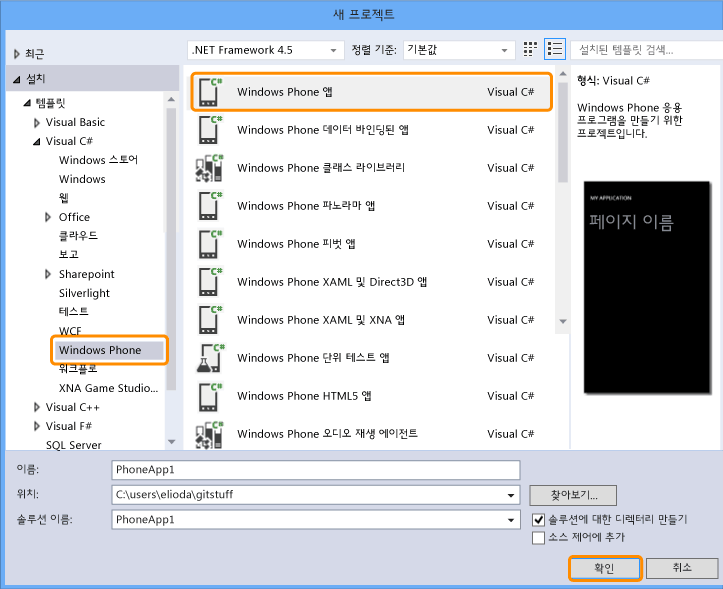 새 프로젝트
최근
.NET Framework 4.5
정렬 기준:
기본값
설치된 템플릿 검색...
설치
템플릿
Visual Basic
Visual C#
Windows 스토어
Windows
웹
Office
클라우드
보고
Sharepoint
Silverlight
테스트
WCF
Windows Phone
워크플로
XNA Game Studio...
Visual C++
Visual F#
SQL Server
C# Windows Phone 앱 Visual C#
C# Windows Phone 데이터 바인딩된 앱 Visual C#
C# Windows Phone 클래스 라이브러리 Visual C#
C# Windows Phone 파노라마 앱 Visual C#
C# Windows Phone 피벗 앱 Visual C#
C# Windows Phone XAML 및 Direct3D 앱 Visual C#
C# Windows Phone XAML 및 XNA 앱 Visual C#
C# Windows Phone 단위 테스트 앱 Visual C#
C# Windows Phone HTML5 앱 Visual C#
C# Windows Phone 오디오 재생 에이전트 Visual C#
형식: Visual C#
Windows Phone 응용
프로그램을 만들기 위한
프로젝트입니다.
MY APPLICATION
페이지 이름
이름:
PhoneApp1
위치:
C:\users\elioda\gitstuff
찾아보기...
솔루션 이름:
PhoneApp1
솔루션에 대한 디렉터리 만들기
소스 제어에 추가
확인
취소